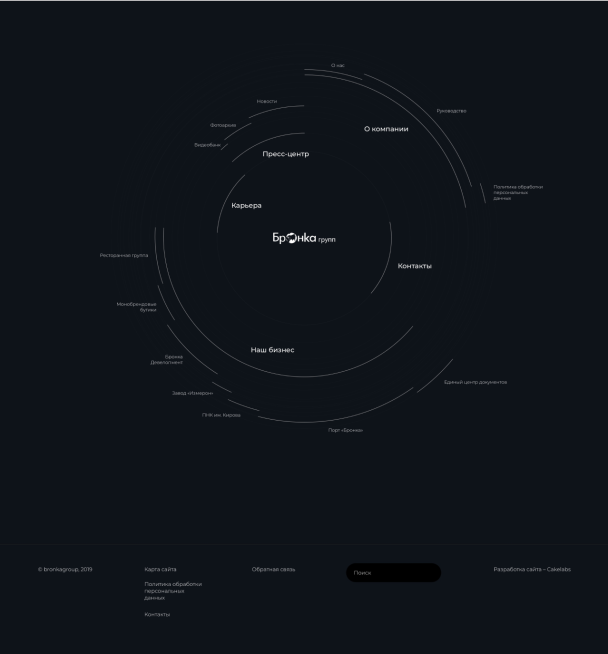 О нас
Новости
Руководство
Фотоархив
О компании
Видеобанк
Пресс-центр
Политика обработки
персональных
данных
Карьера
Бронка групп
Ресторанная группа
Контакты
Монобрендовые
бутики
Наш бизнес
Бронка
Девелопмент
Единый центр документов
Завод «Измерон»
ПНК им. Кирова
Порт «Бронка»
© bronkagroup, 2019
Карта сайта
Обратная связь
Поиск
Разработка сайта – Cakelabs
Политика обработки
персональных
данных
Контакты